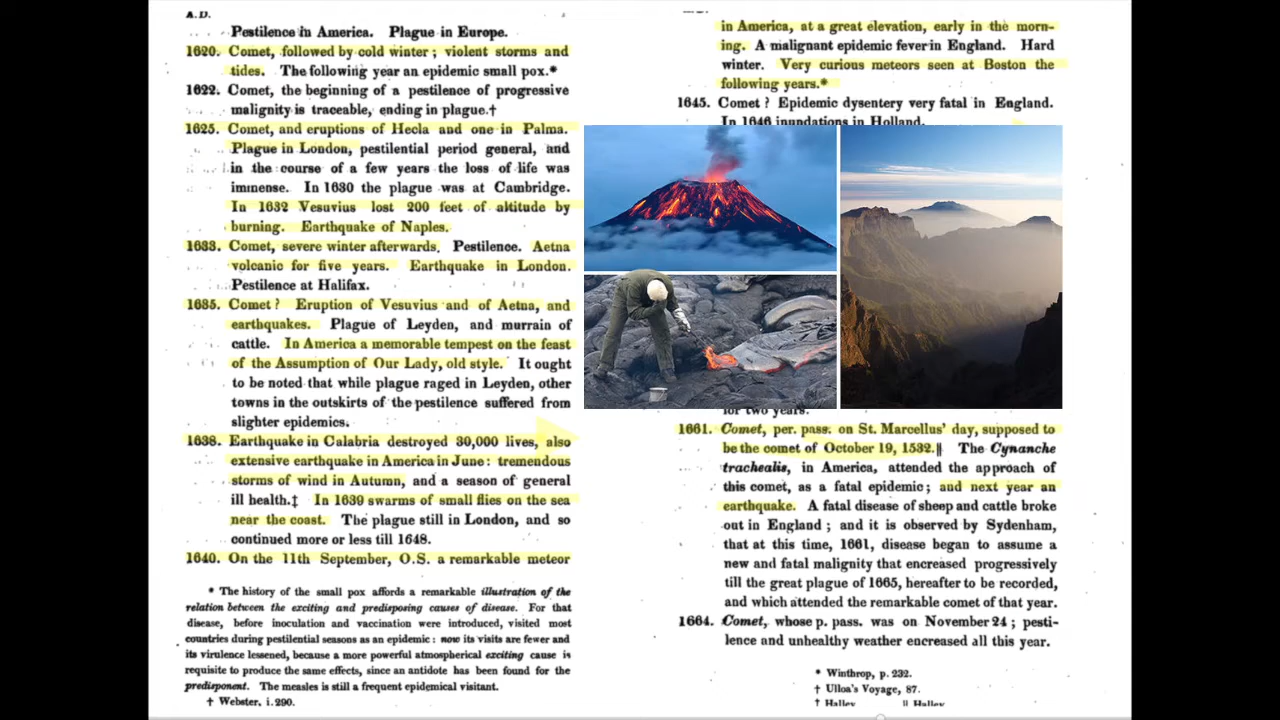 A.D.
Pestilence in America. Plague in Europe.
1620. Comet, followed by cold winter; violent storms and
tides. The following year an epidemic small pox.*
1622. Comet, the beginning of a pestilence of progressive
malignity is traceable, ending in plague.†
1625. Comet, and eruptions of Hecla and one in Palma.
Plague in London, pestilential period general, and
in the course of a few years the loss of life was
immense. In 1630 the plague was at Cambridge.
In 1632 Vesuvius lost 200 feet of altitude by
burning. Earthquake of Naples.
1633. Comet, severe winter afterwards. Pestilence. Aetna
volcanic for five years. Earthquake in London.
Pestilence at Halifax.
1635. Comet? Eruption of Vesuvius and of Aetna, and
earthquakes. Plague of Leyden, and murrain of
cattle. In America a memorable tempest on the feast
of the Assumption of Our Lady, old style. It ought
to be noted that while plague raged in Leyden, other
towns in the outskirts of the pestilence suffered from
slighter epidemics.
1638. Earthquake in Calabria destroyed 30,000 lives, also
extensive earthquake in America in June: tremendous
storms of wind in Autumn, and a season of general
ill health.‡ In 1639 swarms of small flies on the sea
near the coast. The plague still in London, and so
continued more or less till 1648.
1640. On the 11th September, O.S. a remarkable meteor
* The history of the small pox affords a remarkable illustration of the
relation between the exciting and predisposing causes of disease. For that
disease, before inoculation and vaccination were introduced, visited most
countries during pestilential seasons as an epidemic: now its visits are fewer and
its virulence lessened, because a more powerful atmospherical exciting cause is
requisite to produce the same effects, since an antidote has been found for the
predisponent. The measles is still a frequent epidemical visitant.
† Webster, i.290.
in America, at a great elevation, early in the morn-
ing. A malignant epidemic fever in England. Hard
winter. Very curious meteors seen at Boston the
following years.*
1645. Comet? Epidemic dysentery very fatal in England.
In 1646 inundations in Holland.
for two years.
1661. Comet, per. pass. on St. Marcellus' day, supposed to
be the comet of October 19, 1532.|| The Cynanche
trachealis, in America, attended the approach of
this comet, as a fatal epidemic; and next year an
earthquake. A fatal disease of sheep and cattle broke
out in England; and it is observed by Sydenham,
that at this time, 1661, disease began to assume a
new and fatal malignity that encreased progressively
till the great plague of 1665, hereafter to be recorded,
and which attended the remarkable comet of that year.
1664. Comet, whose p. pass. was on November 24; pesti-
lence and unhealthy weather encreased all this year.
* Winthrop, p. 232.
† Ulloa's Voyage, 87.
† Halley || Halley